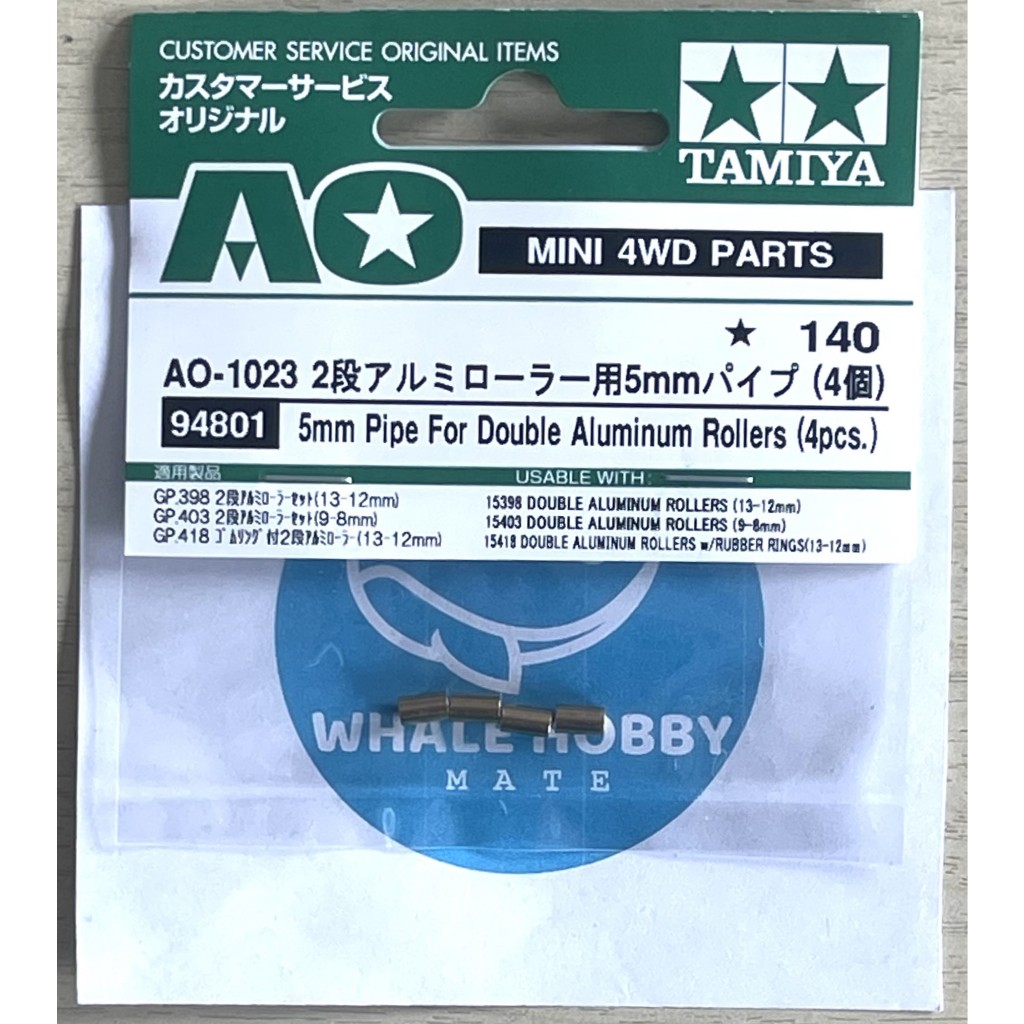 CUSTOMER SERVICE ORIGINAL ITEMS
カスタマーサービス
オリジナル
TAMIYA
AO
MINI 4WD PARTS
★ 140
AO-1023 2段アルミローラー用5mmパイプ (4個)
94801 5mm Pipe For Double Aluminum Rollers (4pcs.)
適用製品 USABLE WITH:
GP.398 2段ｱﾙﾐﾛｰﾗｰｾｯﾄ(13-12mm) 15398 DOUBLE ALUMINUM ROLLERS (13-12mm)
GP.403 2段ｱﾙﾐﾛｰﾗｰｾｯﾄ(9-8mm) 15403 DOUBLE ALUMINUM ROLLERS (9-8mm)
GP.418 ｺﾞﾑﾘﾝｸﾞ付2段ｱﾙﾐﾛｰﾗｰ(13-12mm) 15418 DOUBLE ALUMINUM ROLLERS w/RUBBER RINGS(13-12mm)
WHALE HOBBY
MATE